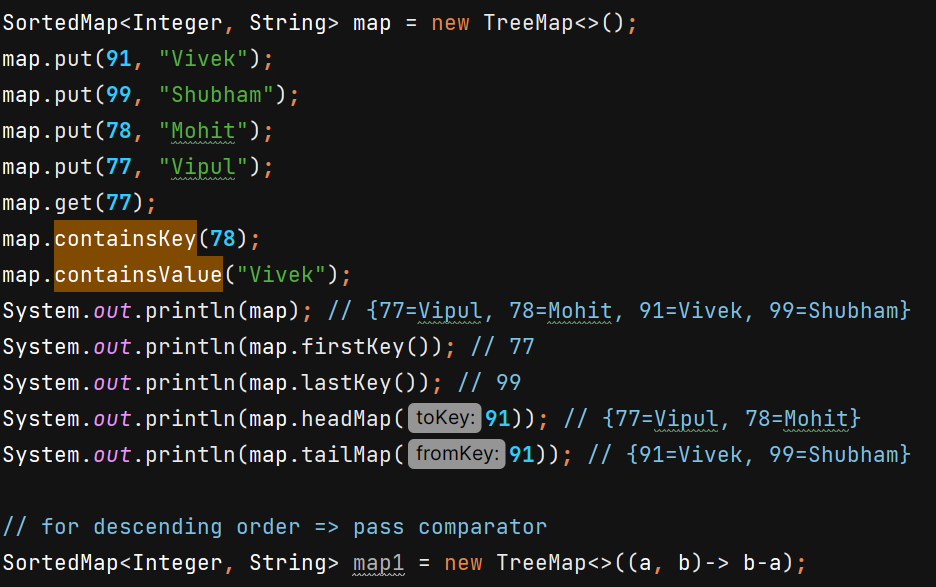 SortedMap<Integer, String> map = new TreeMap<>();
map.put(91, "Vivek");
map.put(99, "Shubham");
map.put(78, "Mohit");
map.put(77, "Vipul");
map.get(77);
map.containsKey(78);
map.containsValue("Vivek");
System.out.println(map); // {77=Vipul, 78=Mohit, 91=Vivek, 99=Shubham}
System.out.println(map.firstKey()); // 77
System.out.println(map.lastKey()); // 99
System.out.println(map.headMap( toKey: 91)); // {77=Vipul, 78=Mohit}
System.out.println(map.tailMap( fromKey: 91)); // {91=Vivek, 99=Shubham}
// for descending order => pass comparator
SortedMap<Integer, String> map1 = new TreeMap<>((a, b)-> b-a);